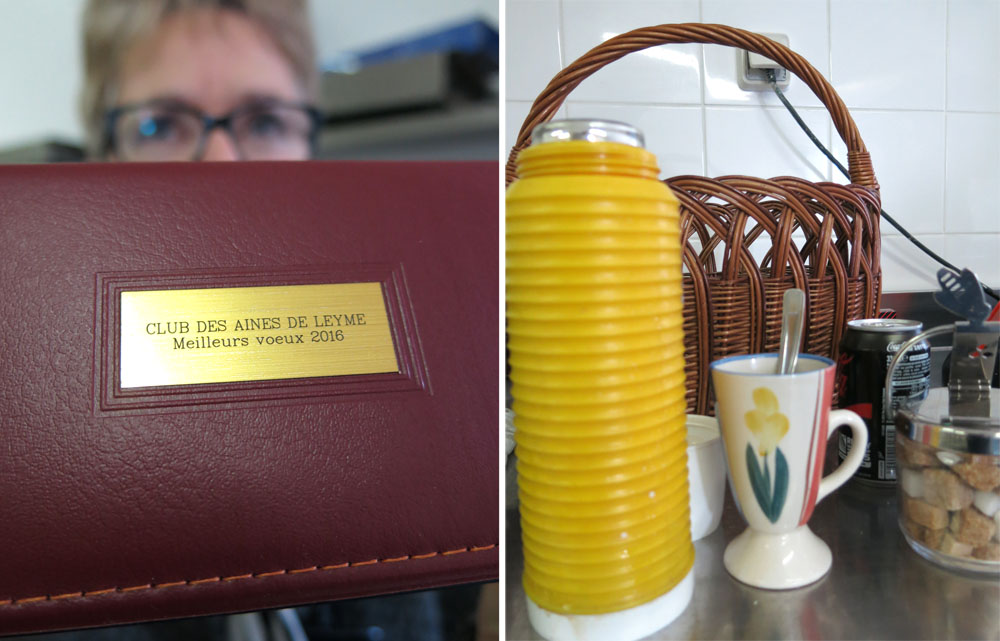 CLUB DES AINES DE LEYME
Meilleurs voeux 2016